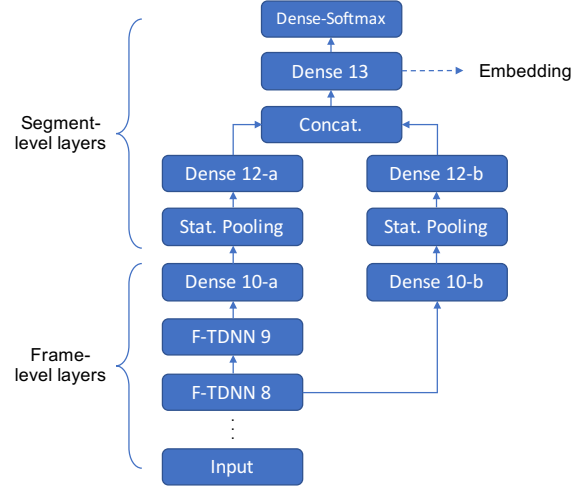 Dense-Softmax
Dense 13
Embedding
Concat.
Segment-
level layers
Dense 12-a
Dense 12-b
Stat. Pooling
Stat. Pooling
Dense 10-a
Dense 10-b
F-TDNN 9
Frame-
level layers
F-TDNN 8
Input